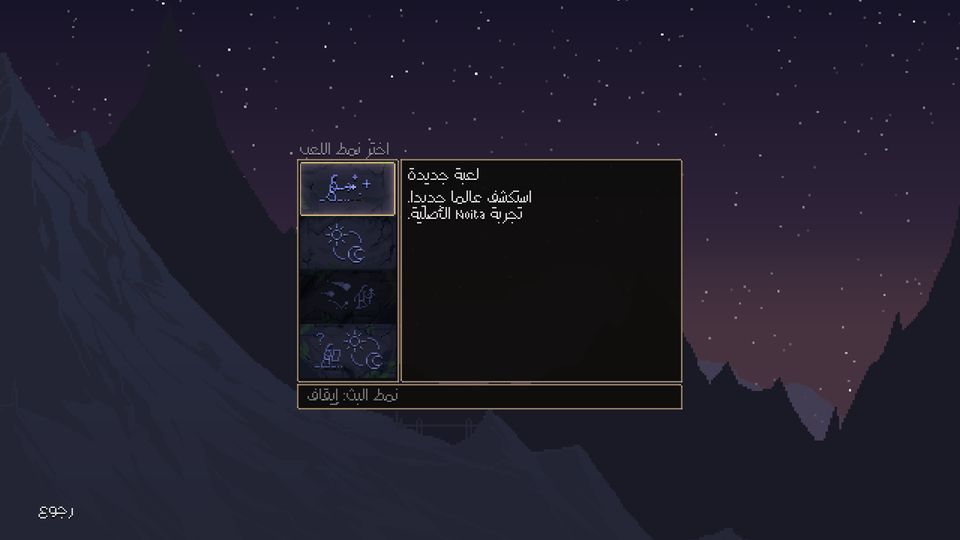 اختر نمط اللعب
لعبة جديدة
استكشف عالما جديدا.
تجربة Noita الأصلية.
نمط البث: إيقاف
رجوع